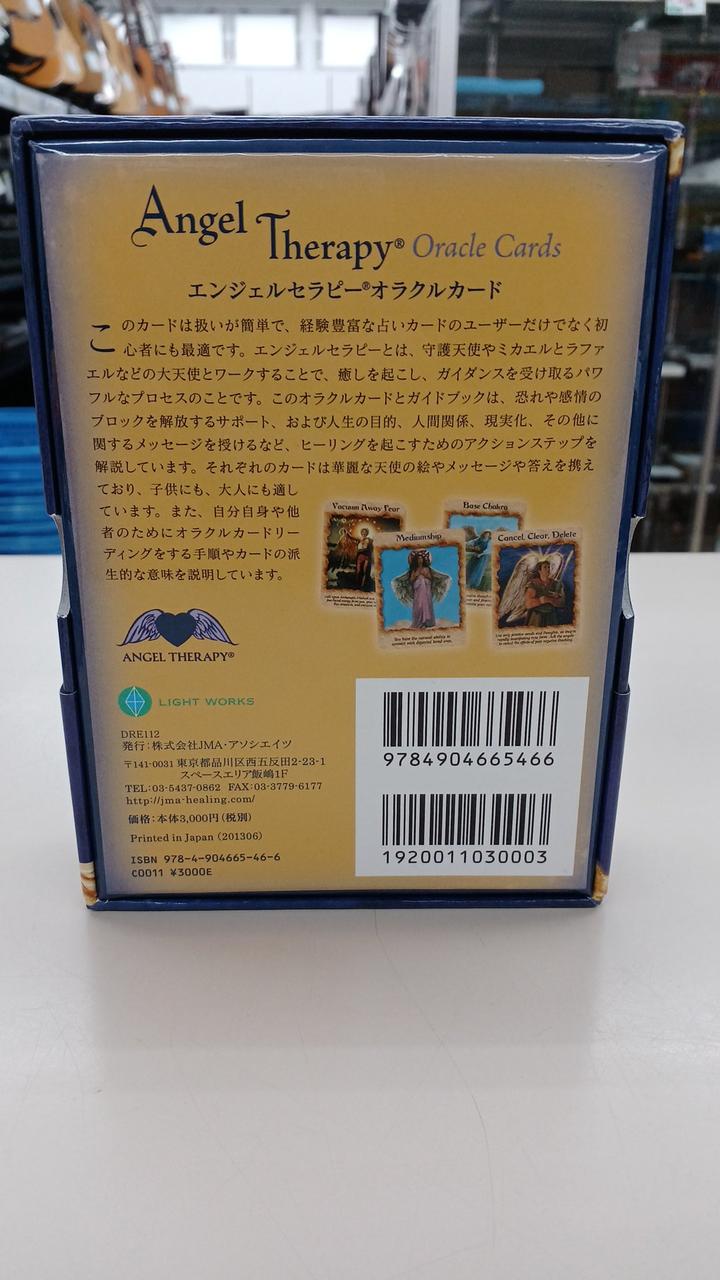 Angel Therapy® Oracle Cards
エンジェルセラピー®オラクルカード
このカードは扱いが簡単で、経験豊富な占いカードのユーザーだけでなく初
心者にも最適です。エンジェルセラピーとは、守護天使やミカエルとラファ
エルなどの大天使とワークすることで、癒しを起こし、ガイダンスを受け取るパワ
フルなプロセスのことです。このオラクルカードとガイドブックは、恐れや感情の
ブロックを解放するサポート、および人生の目的、人間関係、現実化、その他に
関するメッセージを授けるなど、ヒーリングを起こすためのアクションステップを
解説しています。それぞれのカードは華麗な天使の絵やメッセージや答えを携え
ており、子供にも、大人にも適し
ています。また、自分自身や他
者のためにオラクルカードリー
ディングをする手順やカードの派
生的な意味を説明しています。
Vacuum Away Fear
Base Chakra
Mediumship
Cancel, Clear, Delete
You have the natural ability to
connect with departed loved ones.
ANGEL THERAPY®
LIGHT WORKS
DRE112
発行:株式会社JMA・アソシエイツ
〒141-0031 東京都品川区西五反田2-23-1
スペースエリア飯嶋1F
TEL:03-5437-0862 FAX:03-3779-6177
http://jma-healing.com/
価格:本体3,000円(税別)
Printed in Japan (201306)
ISBN 978-4-904665-46-6
C0011 ¥3000E
9784904665466
1920011030003